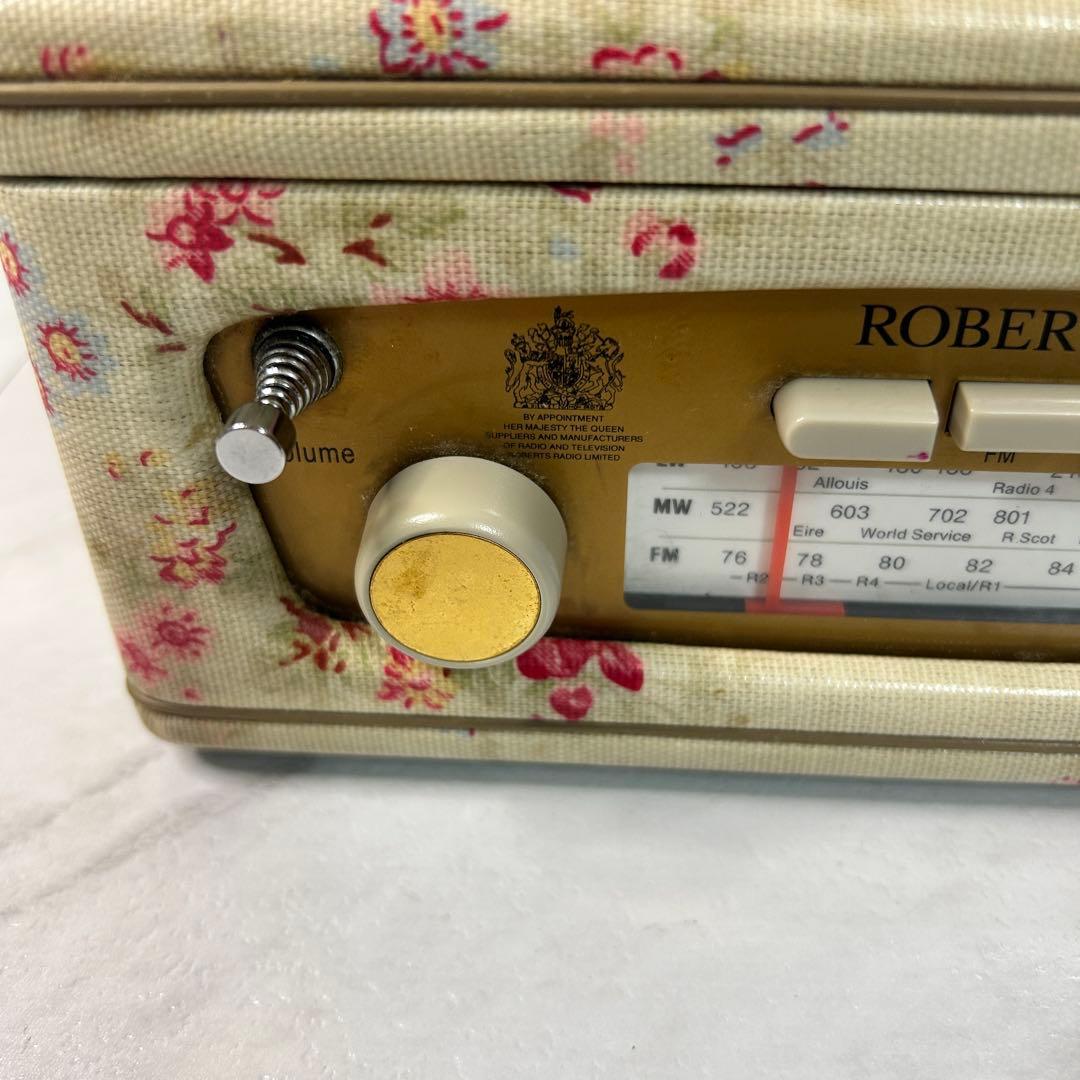 ROBER
BY APPOINTMENT
HER MAJESTY THE QUEEN
SUPPLIERS AND MANUFACTURERS
OF RADIO AND TELEVISION
ROBERTS RADIO LIMITED
olume
FM
Allouis Radio 4
MW 522 603 702 801
Eire World Service R.Scot
FM 76 78 80 82 84
R2 R3 R4 Local/R1